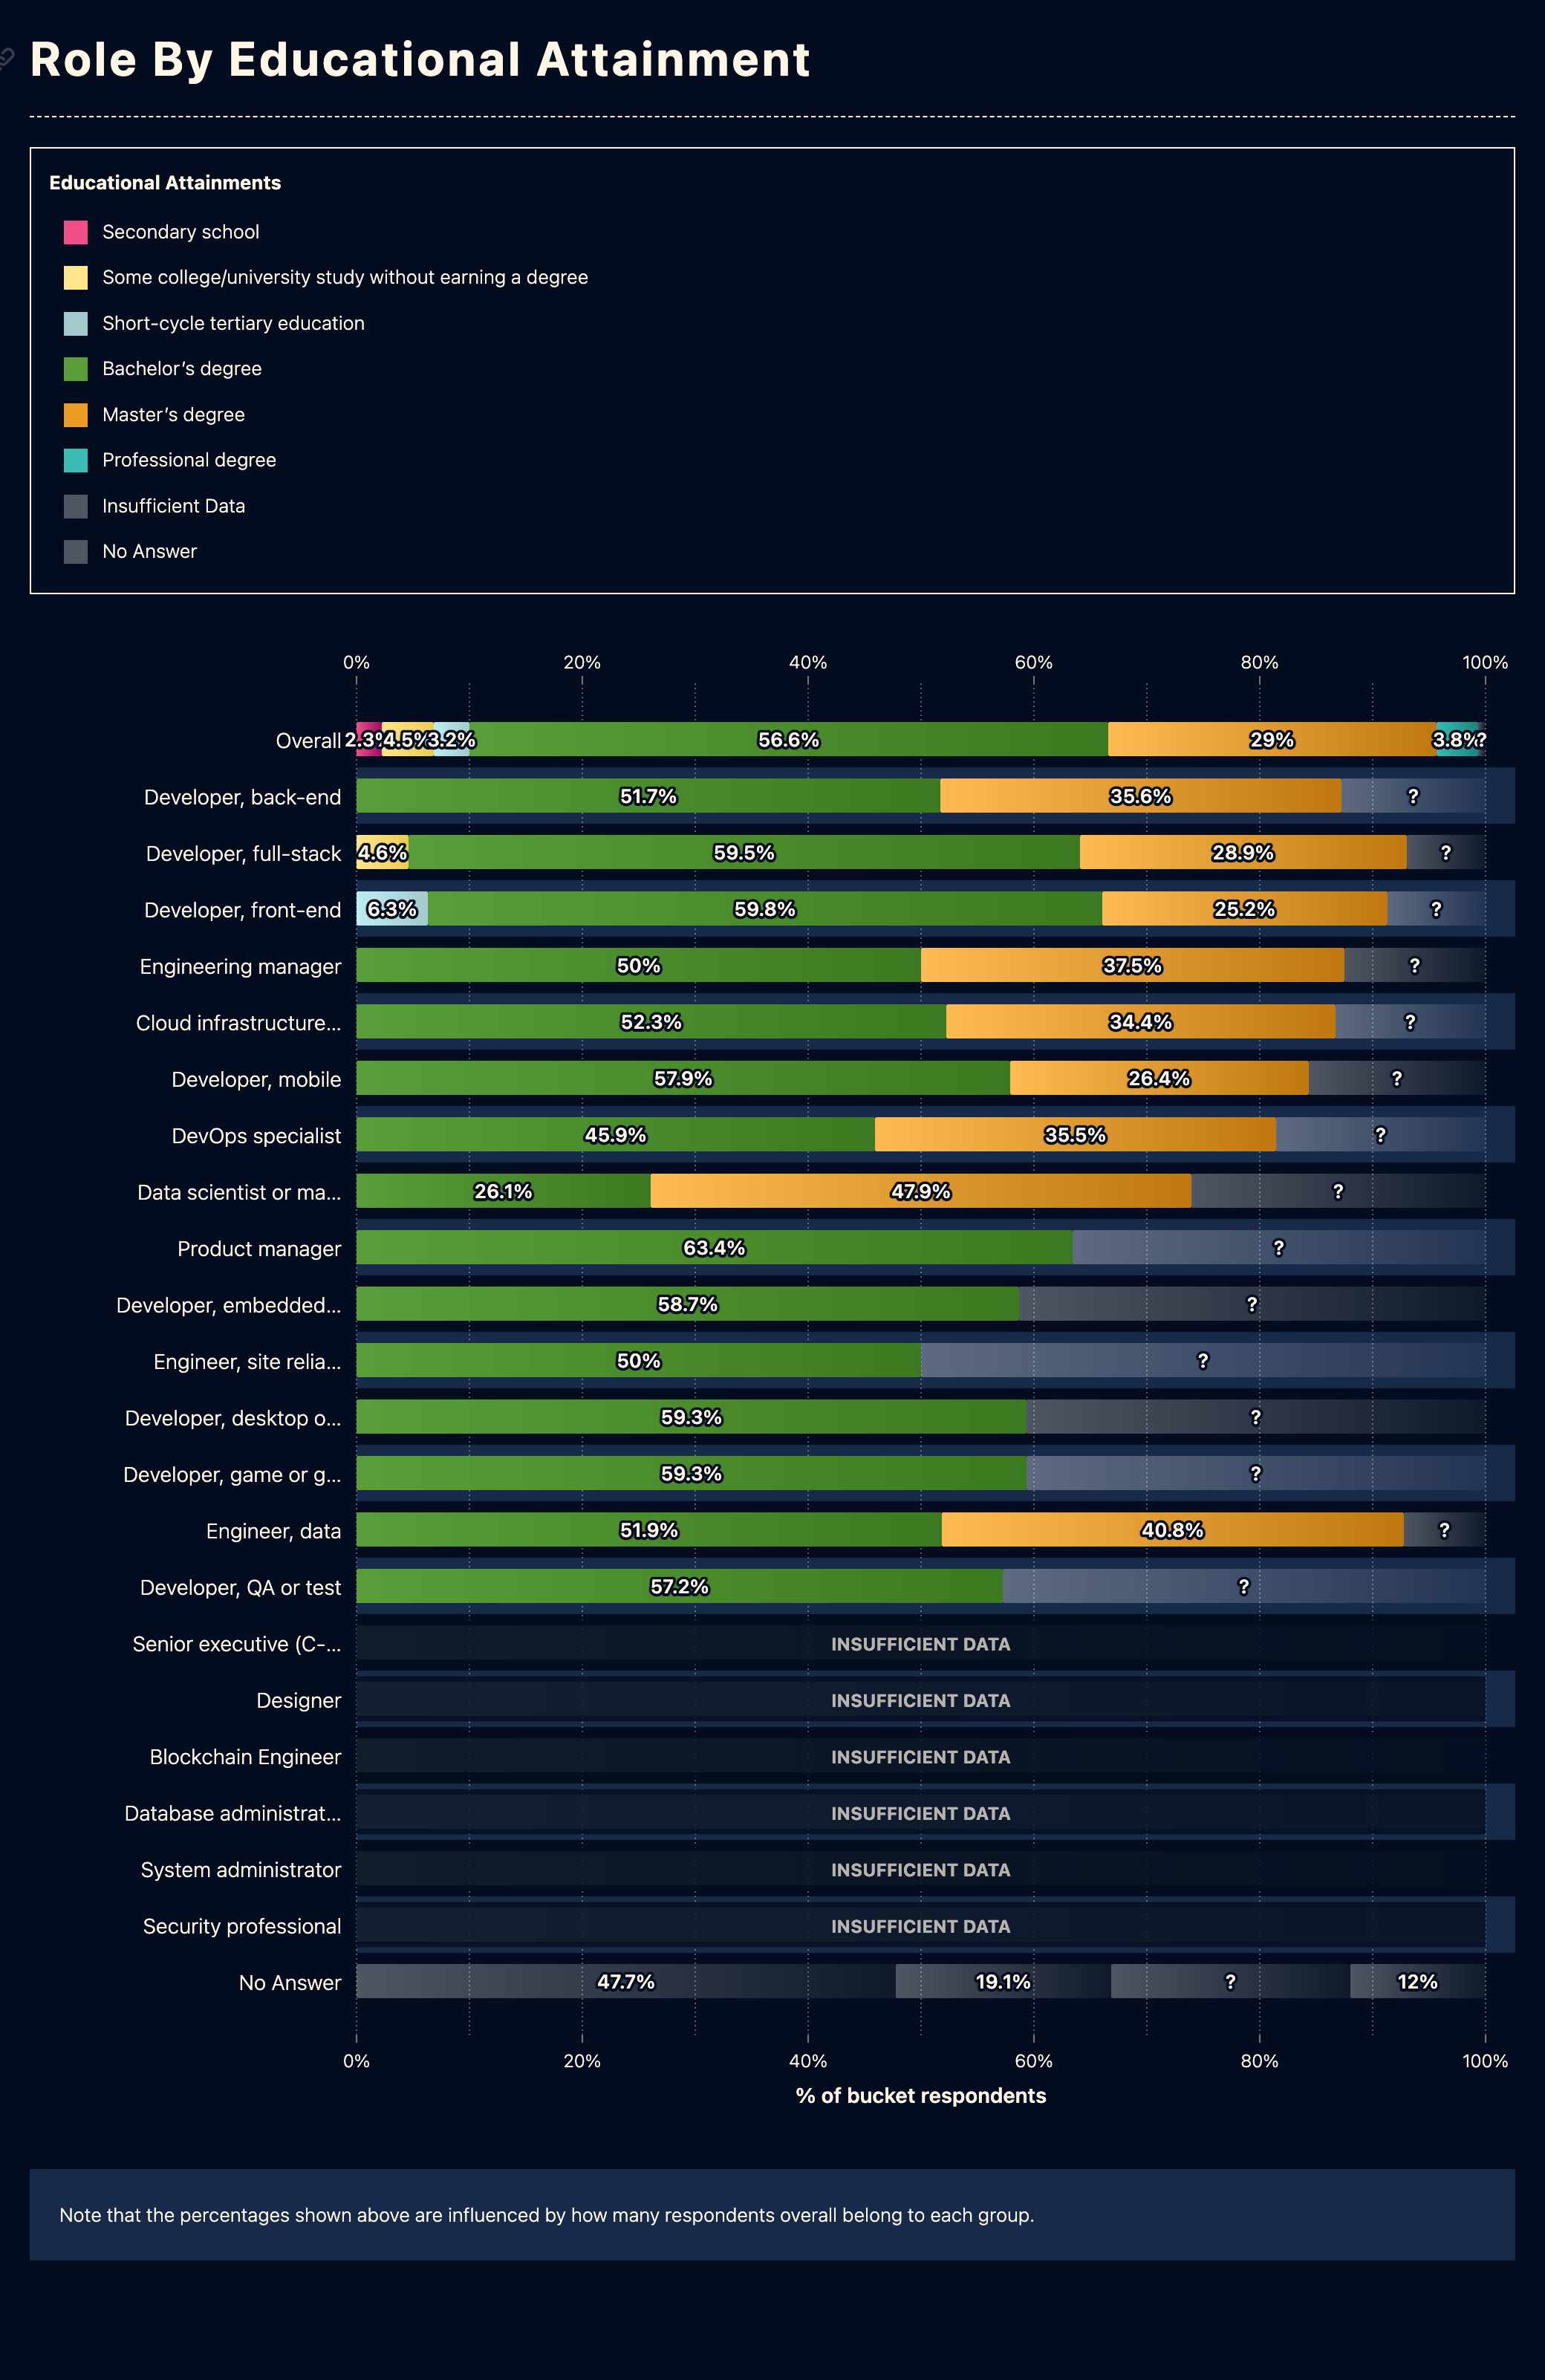 Role By Educational Attainment
Educational Attainments
Secondary school
Some college/university study without earning a degree
Short-cycle tertiary education
Bachelor's degree
Master's degree
Professional degree
Insufficient Data
No Answer
0% 20% 40% 60% 80% 100%
Overall 2.3% 4.5% 3.2% 56.6% 29% 3.8% ?
Developer, back-end 51.7% 35.6% ?
Developer, full-stack 4.6% 59.5% 28.9% ?
Developer, front-end 6.3% 59.8% 25.2% ?
Engineering manager 50% 37.5% ?
Cloud infrastructure... 52.3% 34.4% ?
Developer, mobile 57.9% 26.4% ?
DevOps specialist 45.9% 35.5% ?
Data scientist or ma... 26.1% 47.9% ?
Product manager 63.4% ?
Developer, embedded... 58.7% ?
Engineer, site relia... 50% ?
Developer, desktop o... 59.3% ?
Developer, game or g... 59.3% ?
Engineer, data 51.9% 40.8% ?
Developer, QA or test 57.2% ?
Senior executive (C-... INSUFFICIENT DATA
Designer INSUFFICIENT DATA
Blockchain Engineer INSUFFICIENT DATA
Database administrat... INSUFFICIENT DATA
System administrator INSUFFICIENT DATA
Security professional INSUFFICIENT DATA
No Answer 47.7% 19.1% ? 12%
0% 20% 40% 60% 80% 100%
% of bucket respondents
Note that the percentages shown above are influenced by how many respondents overall belong to each group.